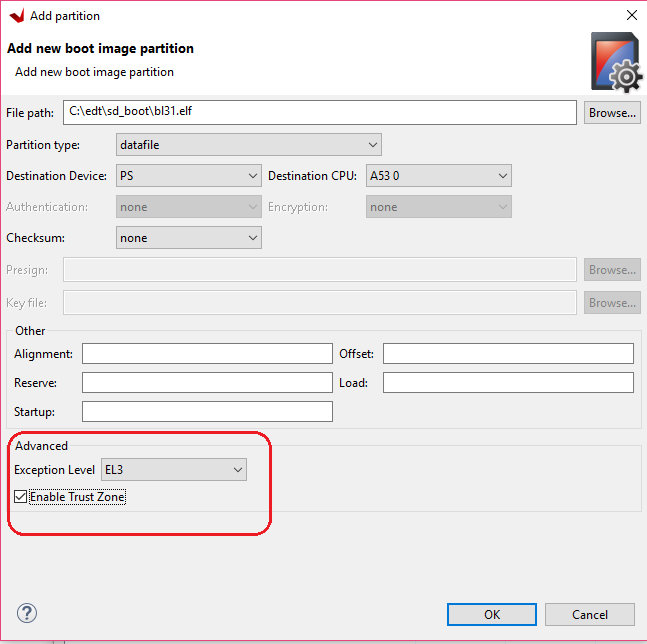 Add partition
Add new boot image partition
Add new boot image partition
File path: C:\edt\sd_boot\bl31.elf Browse...
Partition type: datafile
Destination Device: PS Destination CPU: A53 0
Authentication: none Encryption: none
Checksum: none
Presign: Browse...
Key file: Browse...
Other
Alignment: Offset:
Reserve: Load:
Startup:
Advanced
Exception Level EL3
Enable Trust Zone
? OK Cancel